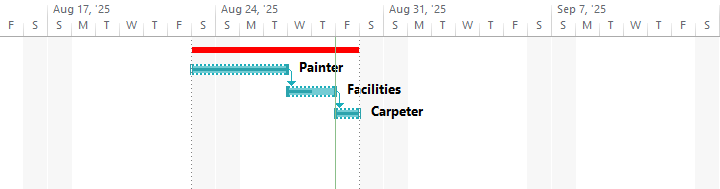 Aug 17, '25 Aug 24, '25 Aug 31, '25 Sep 7, '25
F S S M T W T F S S M T W T F S S M T W T F S S M T W T F S
Painter
Facilities
Carpeter